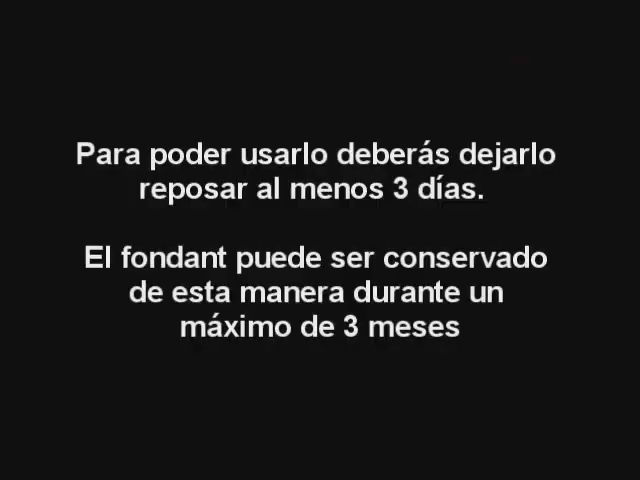 Para poder usarlo deberás dejarlo
reposar al menos 3 días.
El fondant puede ser conservado
de esta manera durante un
máximo de 3 meses